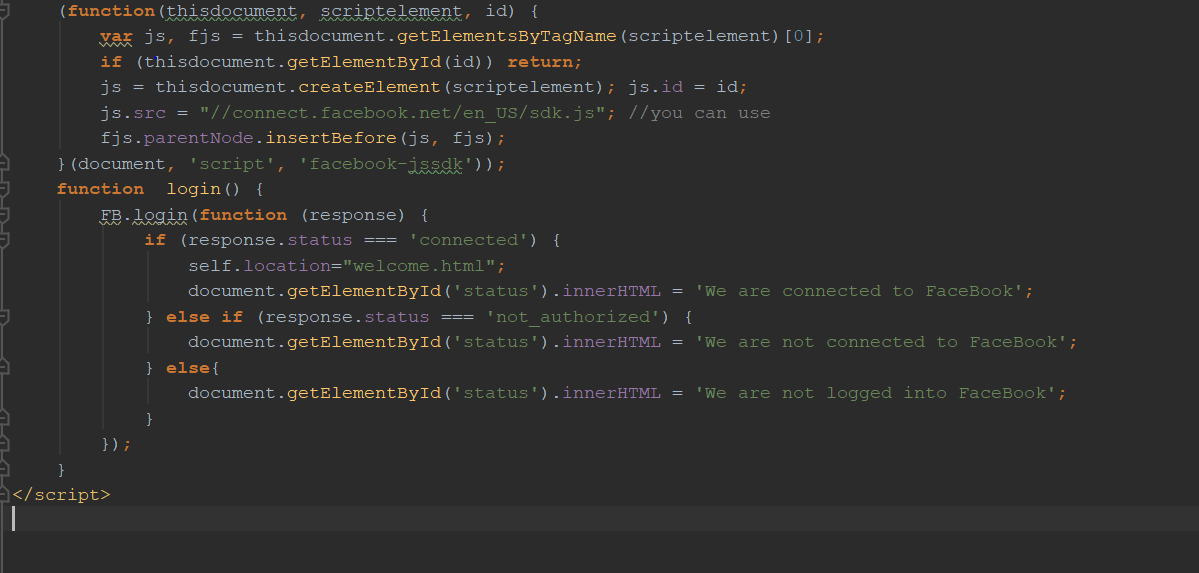 (function(thisdocument, scriptelement, id) {
var js, fjs = thisdocument.getElementsByTagName(scriptelement)[0];
if (thisdocument.getElementById(id)) return;
js = thisdocument.createElement(scriptelement); js.id = id;
js.src = "//connect.facebook.net/en_US/sdk.js"; //you can use
fjs.parentNode.insertBefore(js, fjs);
}(document, 'script', 'facebook-jssdk'));
function  login() {
FB.login(function (response) {
if (response.status === 'connected') {
self.location="welcome.html";
document.getElementById('status').innerHTML = 'We are connected to FaceBook';
} else if (response.status === 'not_authorized') {
document.getElementById('status').innerHTML = 'We are not connected to FaceBook';
} else{
document.getElementById('status').innerHTML = 'We are not logged into FaceBook';
}
});
}
</script>